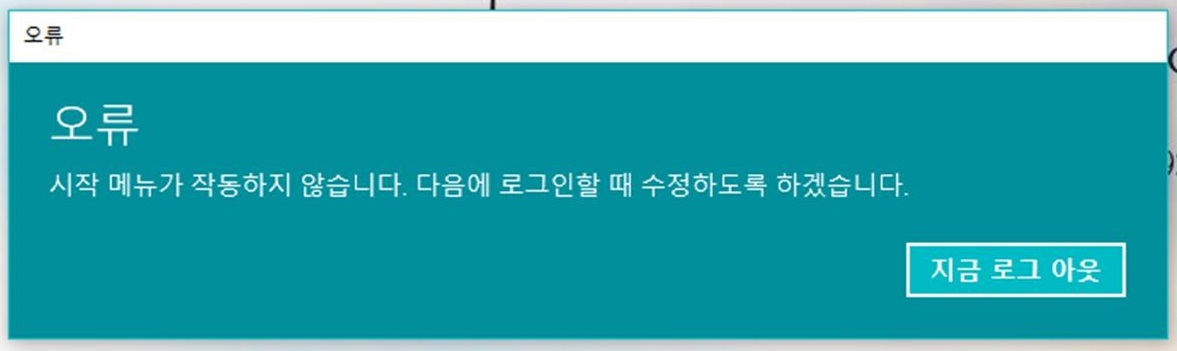 오류
오류
시작 메뉴가 작동하지 않습니다. 다음에 로그인할 때 수정하도록 하겠습니다.
지금 로그 아웃